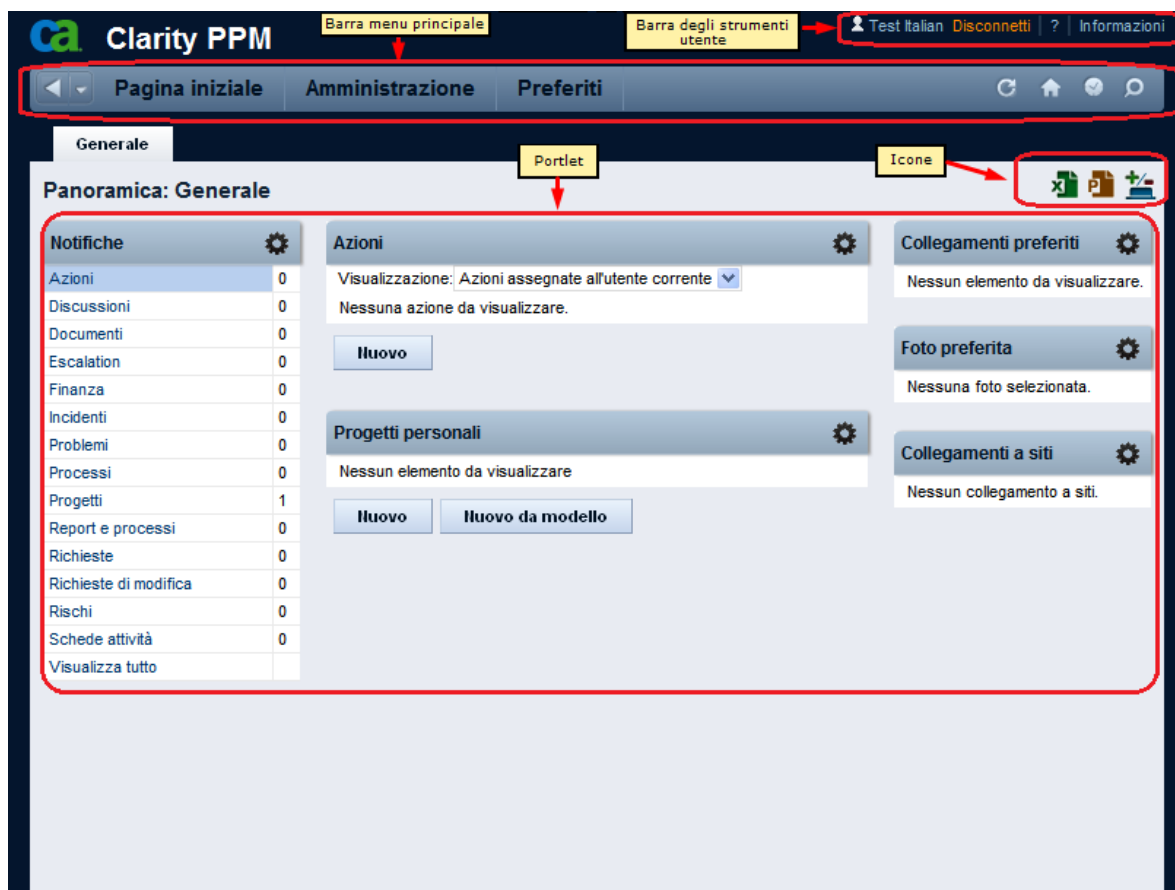 Barra menu principale
Barra degli strumenti
utente
Test Italian Disconnetti | ? | Informazioni
ca
Clarity PPM
Pagina iniziale
Amministrazione
Preferiti
Generale
Portlet
Icone
Panoramica: Generale
Notifiche
Azioni 0
Discussioni 0
Documenti 0
Escalation 0
Finanza 0
Incidenti 0
Problemi 0
Processi 0
Progetti 1
Report e processi 0
Richieste 0
Richieste di modifica 0
Rischi 0
Schede attività 0
Visualizza tutto
Azioni
Visualizzazione: Azioni assegnate all'utente corrente
Nessuna azione da visualizzare.
Nuovo
Progetti personali
Nessun elemento da visualizzare
Nuovo
Nuovo da modello
Collegamenti preferiti
Nessun elemento da visualizzare.
Foto preferita
Nessuna foto selezionata.
Collegamenti a siti
Nessun collegamento a siti.